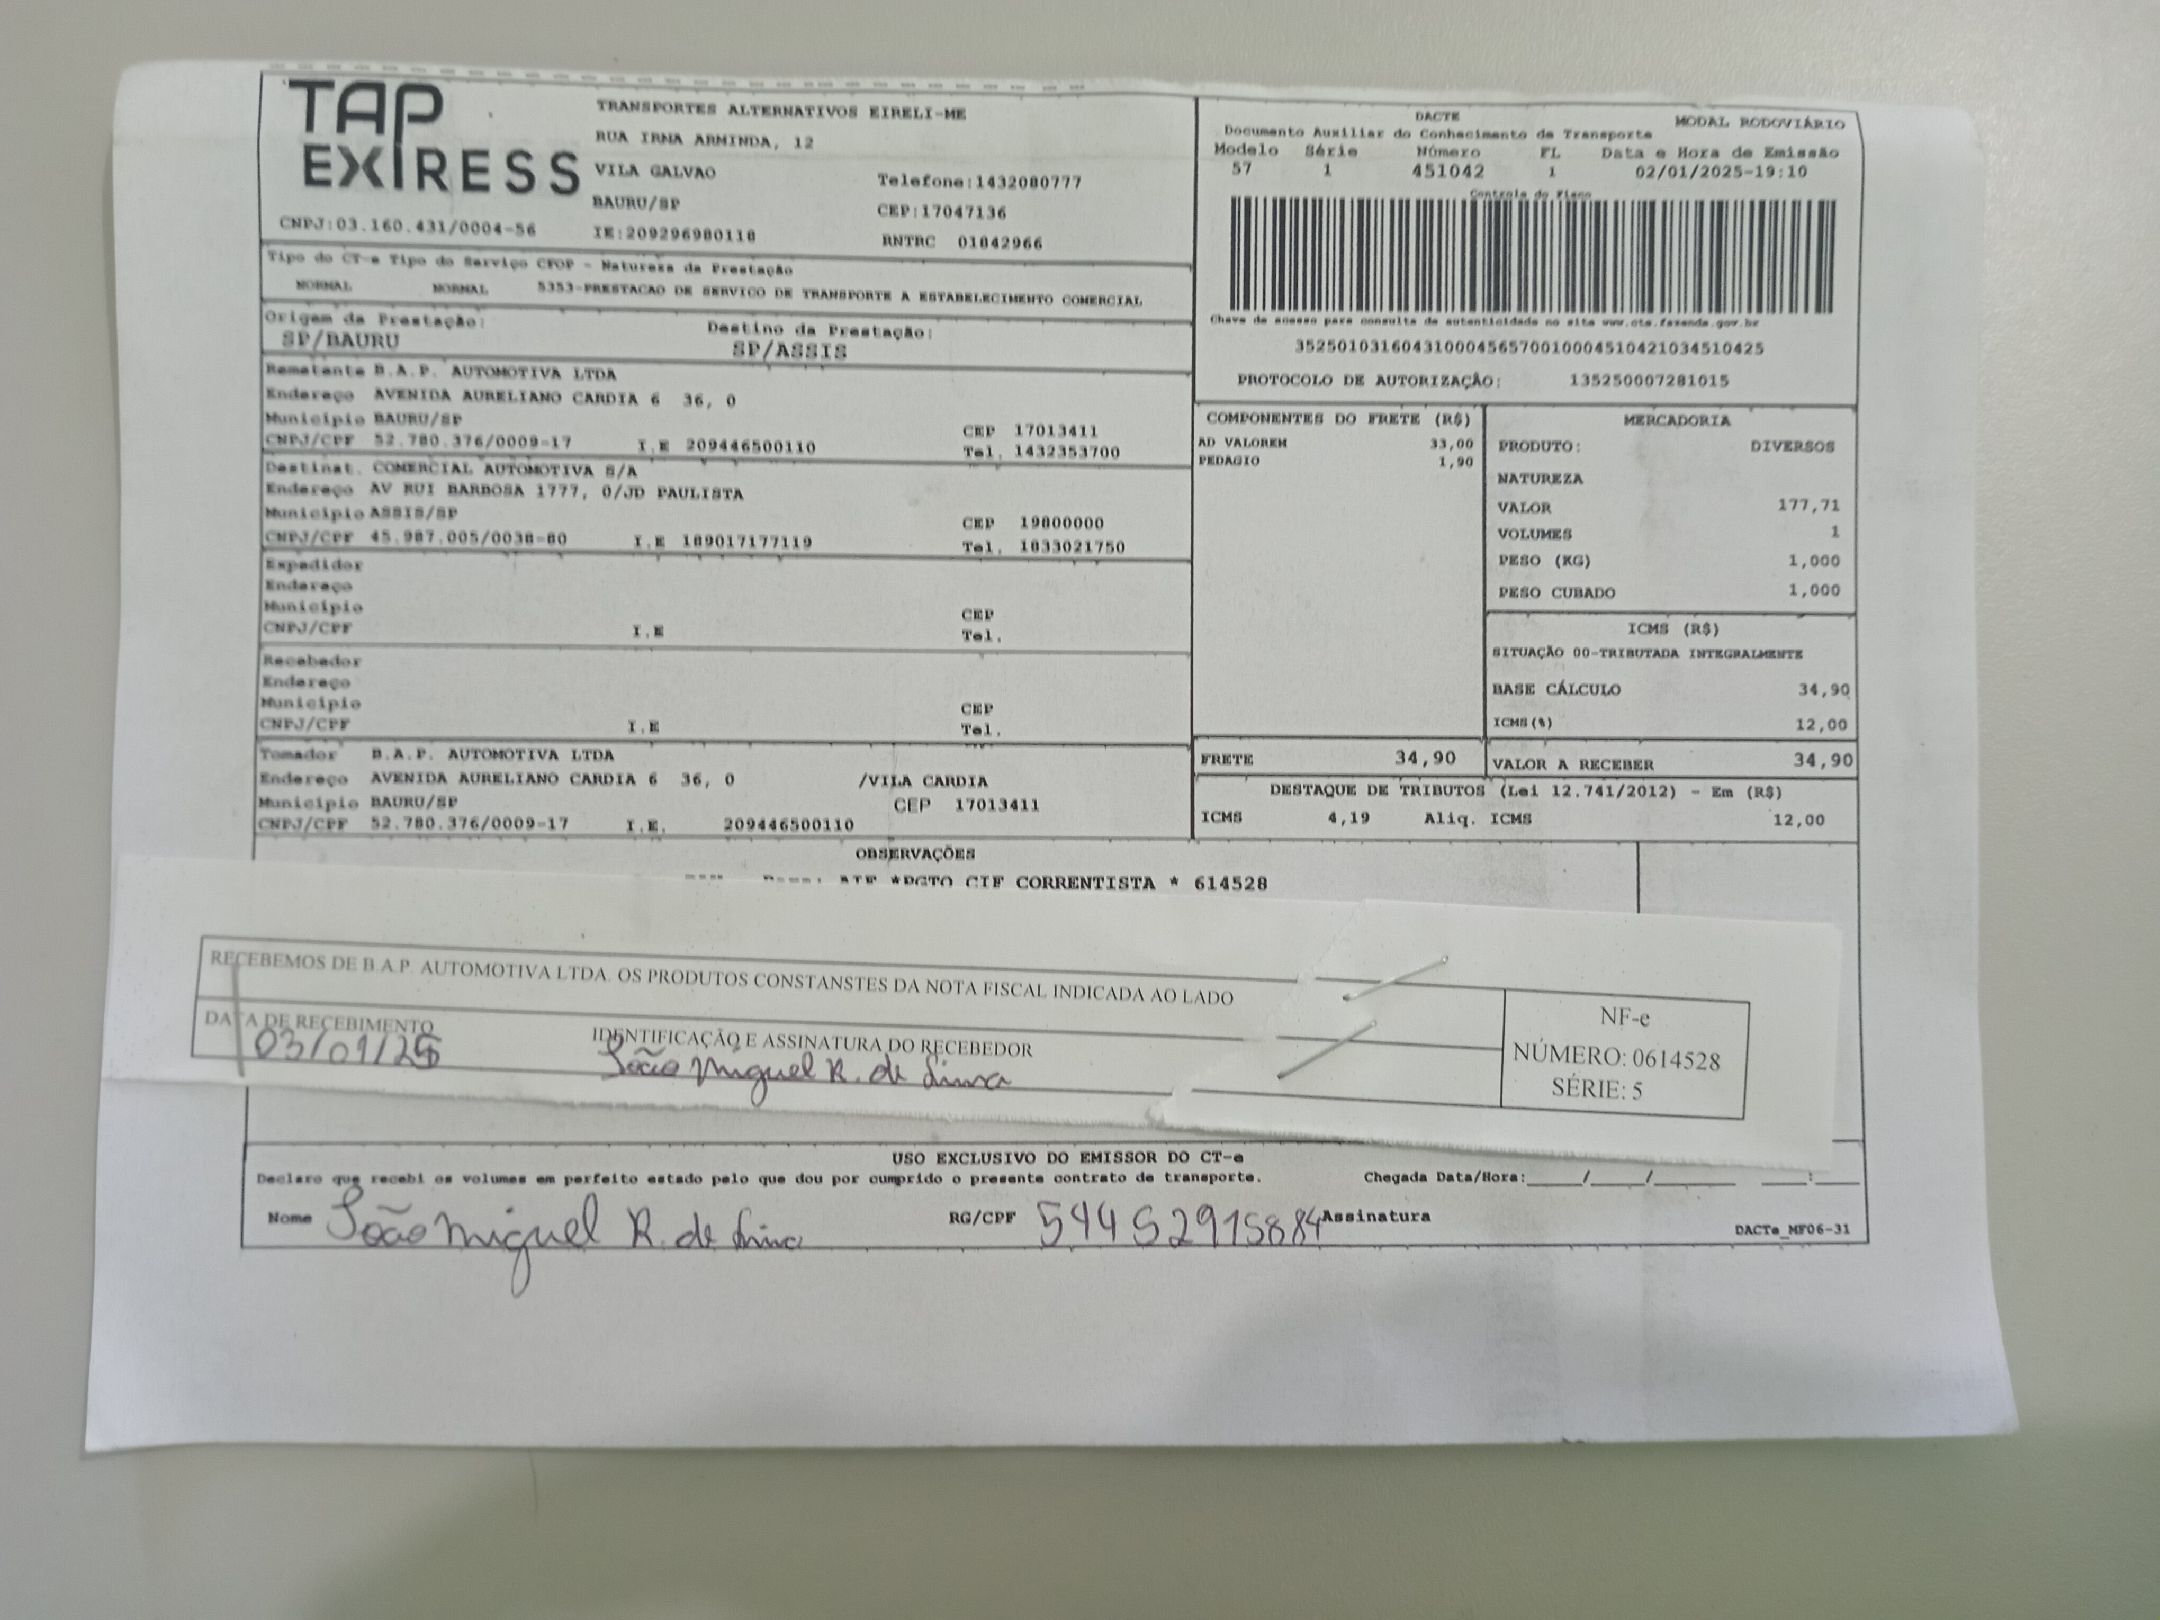 TAP EXPRESS
TRANSPORTES ALTERNATIVOS EIRELI-ME
RUA IRMA ARMINDA, 12
VILA GALVAO Telefone:1432080777
BAURU/SP CEP:17047136
CNPJ:03.160.431/0004-56 IE:209296980118 RNTRC 01842966
Tipo do CT-e Tipo do Serviço CFOP - Natureza da Prestação
NORMAL NORMAL 5353-PRESTACAO DE SERVICO DE TRANSPORTE A ESTABELECIMENTO COMERCIAL
Origem da Prestação: Destino da Prestação:
SP/BAURU SP/ASSIS
Remetente B.A.P. AUTOMOTIVA LTDA
Endereço AVENIDA AURELIANO CARDIA 6 36, 0
Município BAURU/SP CEP 17013411
CNPJ/CPF 52.780.376/0009-17 I.E 209446500110 Tel. 1432353700
Destinat. COMERCIAL AUTOMOTIVA S/A
Endereço AV RUI BARBOSA 1777, 0/JD PAULISTA
Município ASSIS/SP CEP 19800000
CNPJ/CPF 45.987.005/0038-80 I.E 189017177119 Tel. 1833021750
Expedidor
Endereço
Município CEP
CNPJ/CPF I.E Tel.
Recebedor
Endereço
Município CEP
CNPJ/CPF I.E Tel.
Tomador B.A.P. AUTOMOTIVA LTDA
Endereço AVENIDA AURELIANO CARDIA 6 36, 0 /VILA CARDIA
Município BAURU/SP CEP 17013411
CNPJ/CPF 52.780.376/0009-17 I.E. 209446500110
DACTE MODAL RODOVIÁRIO
Documento Auxiliar do Conhecimento de Transporte
Modelo Série Número FL Data e Hora de Emissão
57 1 451042 1 02/01/2025-19:10
Controle do Fisco
Chave de acesso para consulta de autenticidade no site www.cte.fazenda.gov.br
35250103160431000456570010004510421034510425
PROTOCOLO DE AUTORIZAÇÃO: 135250007281015
COMPONENTES DO FRETE (R$)
AD VALOREM 33,00
PEDAGIO 1,90
MERCADORIA
PRODUTO: DIVERSOS
NATUREZA
VALOR 177,71
VOLUMES 1
PESO (KG) 1,000
PESO CUBADO 1,000
ICMS (R$)
SITUAÇÃO 00-TRIBUTADA INTEGRALMENTE
BASE CÁLCULO 34,90
ICMS(%) 12,00
FRETE 34,90 VALOR A RECEBER 34,90
DESTAQUE DE TRIBUTOS (Lei 12.741/2012) - Em (R$)
ICMS 4,19 Aliq. ICMS 12,00
OBSERVAÇÕES
*PGTO CIF CORRENTISTA * 614528
RECEBEMOS DE B.A.P. AUTOMOTIVA LTDA. OS PRODUTOS CONSTANSTES DA NOTA FISCAL INDICADA AO LADO
DATA DE RECEBIMENTO IDENTIFICAÇÃO E ASSINATURA DO RECEBEDOR
03/01/25 João Miguel R. de Lima
NF-e
NÚMERO: 0614528
SÉRIE: 5
USO EXCLUSIVO DO EMISSOR DO CT-e
Declaro que recebi os volumes em perfeito estado pelo que dou por cumprido o presente contrato de transporte. Chegada Data/Hora:_____/_____/_______ ____:____
Nome João Miguel R. de Lima RG/CPF 54452915884 Assinatura
DACTe_MF06-31